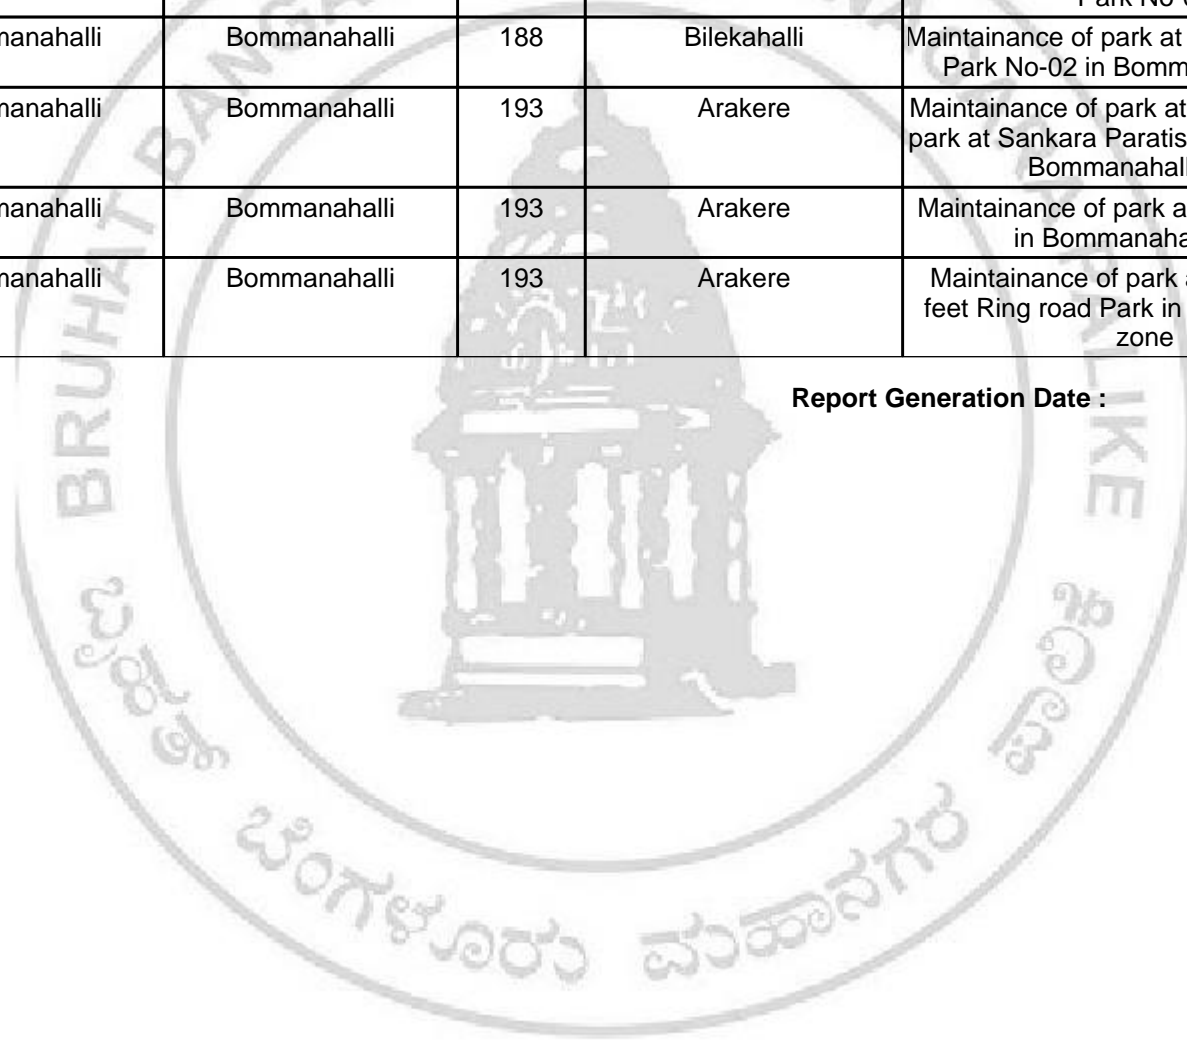 Park No-
manahalli Bommanahalli 188 Bilekahalli Maintainance of park at
Park No-02 in Bomm
manahalli Bommanahalli 193 Arakere Maintainance of park at
park at Sankara Paratis
Bommanahall
manahalli Bommanahalli 193 Arakere Maintainance of park a
in Bommanaha
manahalli Bommanahalli 193 Arakere Maintainance of park a
feet Ring road Park in
zone
Report Generation Date :
BRUHAT BANGA NAGARA PALIKE
ಬೃಹತ್ ಬೆಂಗಳೂರು ಮಹಾನಗರ ಪಾಲಿಕೆ